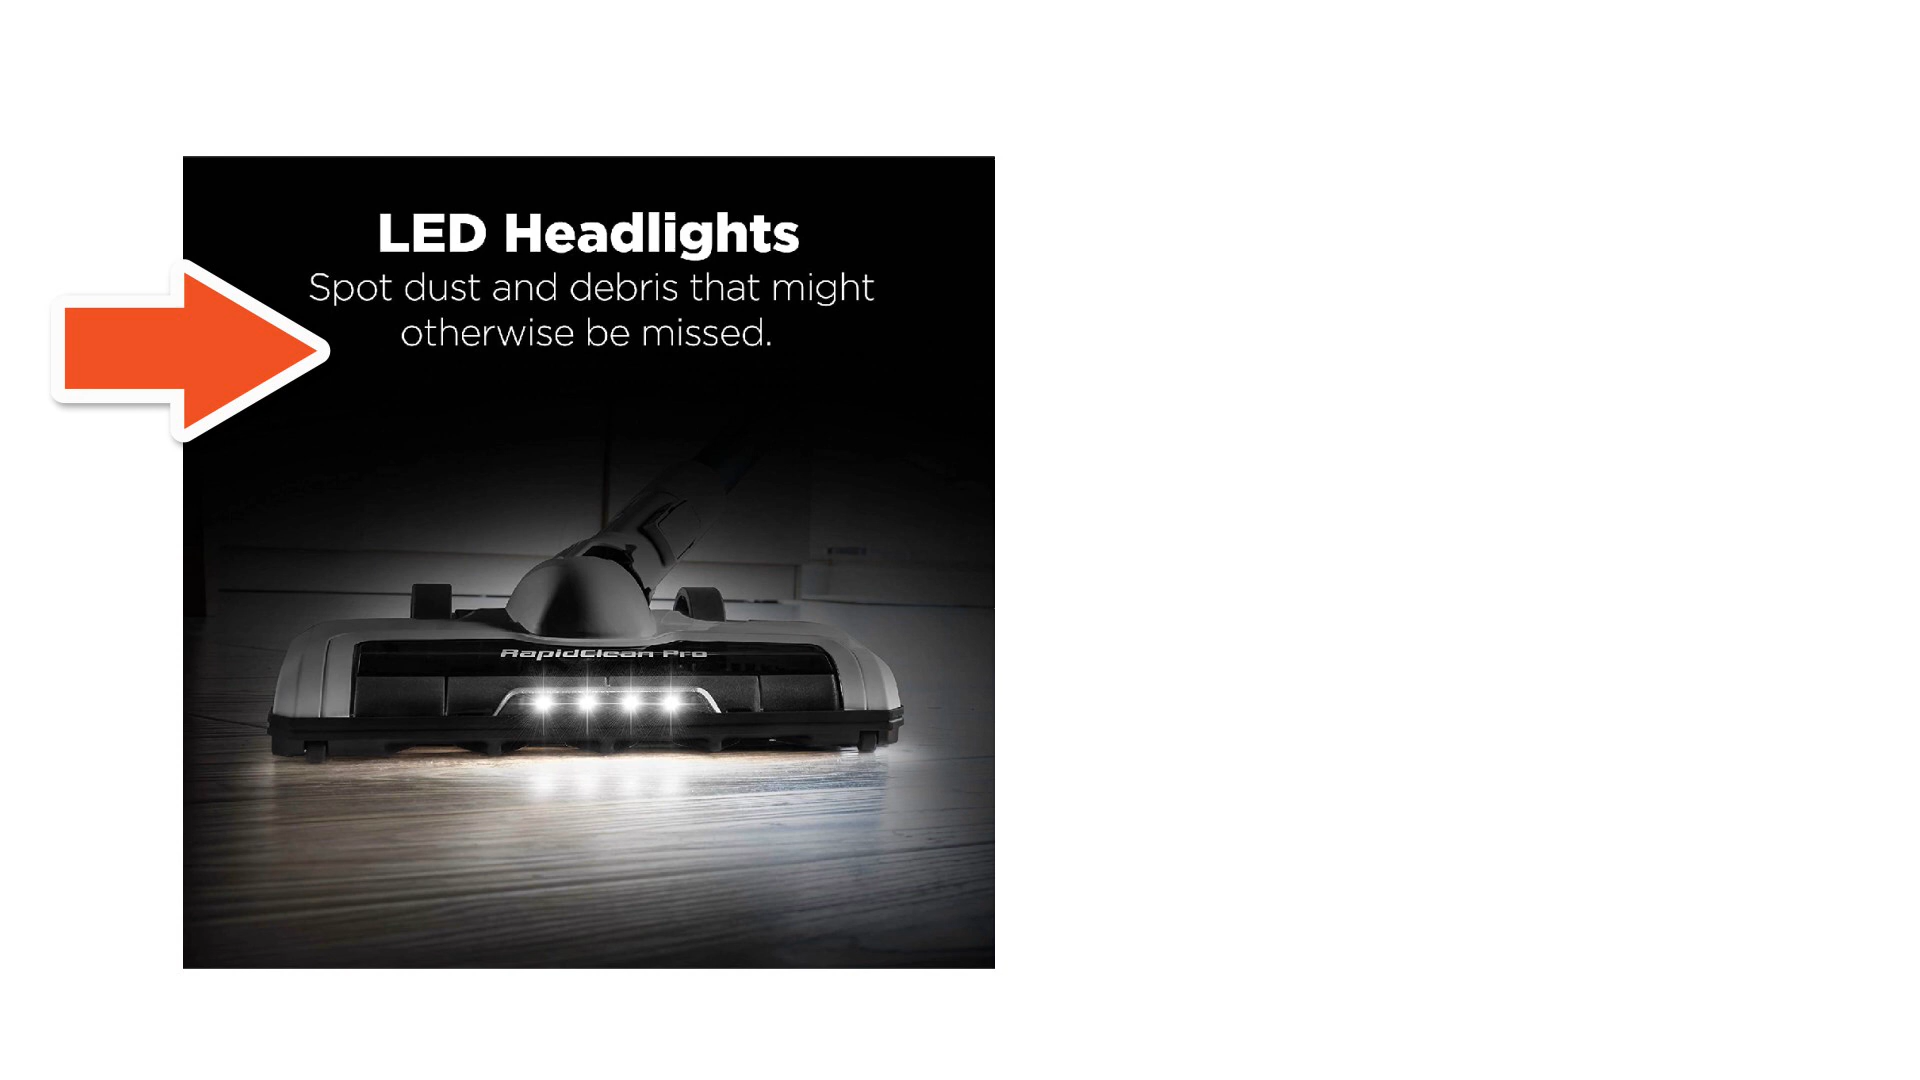 LED Headlights
Spot dust and debris that might
otherwise be missed.
RapidClean Pro